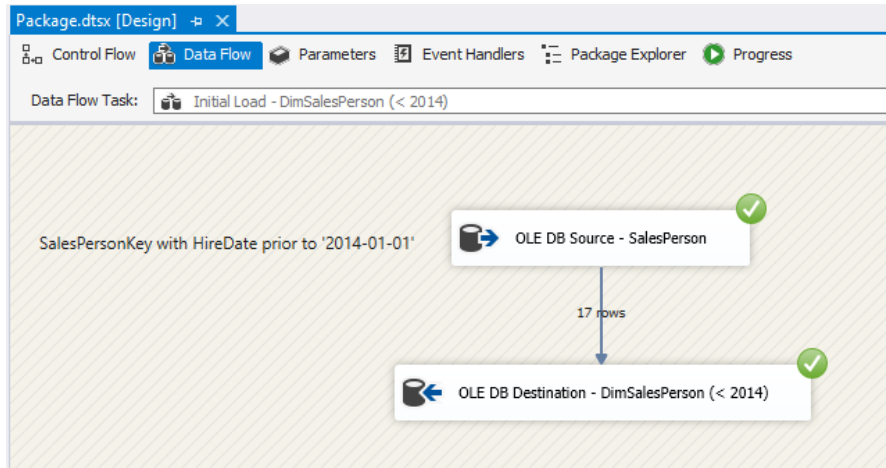 Package.dtsx [Design]
Control Flow Data Flow Parameters Event Handlers Package Explorer Progress
Data Flow Task: Initial Load - DimSalesPerson (< 2014)
SalesPersonKey with HireDate prior to '2014-01-01' OLE DB Source - SalesPerson
17 rows
OLE DB Destination - DimSalesPerson (< 2014)